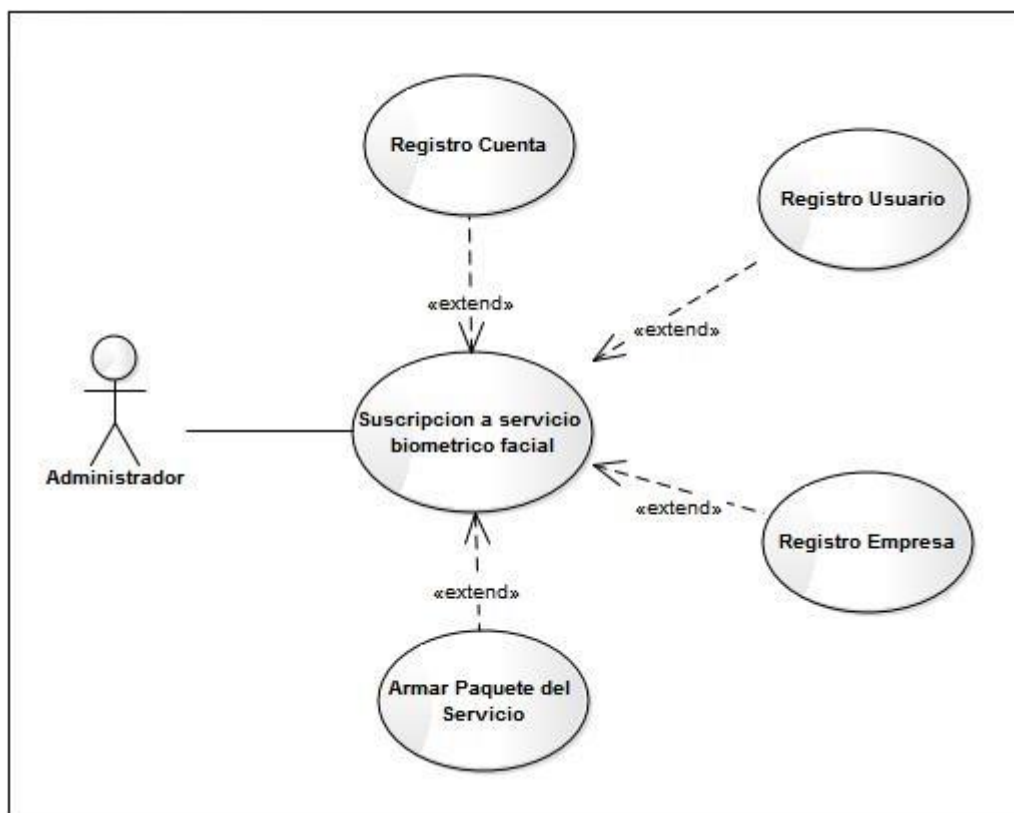 Registro Cuenta
Registro Usuario
«extend»
«extend»
Suscripcion a servicio
biometrico facial
Administrador
«extend»
Registro Empresa
«extend»
Armar Paquete del
Servicio